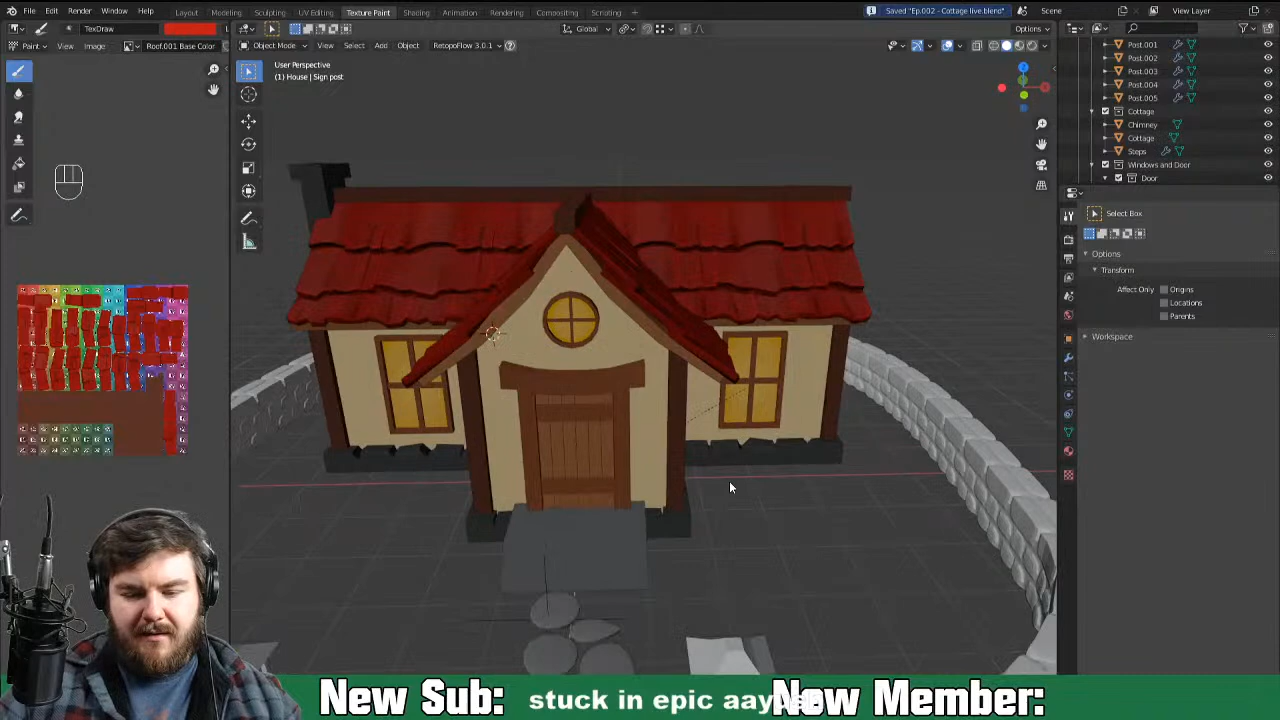 File Edit Render Window Help Layout Modeling Sculpting UV Editing Texture Paint Shading Animation Rendering Compositing Scripting Saved "Ep.002 - Cottage live.blend" Scene View Layer
TexDraw Global Options
Paint View Image Roof.001 Base Color Object Mode View Select Add Object RetopoFlow 3.0.1
User Perspective
(1) House | Sign post
Post.001
Post.002
Post.003
Post.004
Post.005
Cottage
Chimney
Cottage
Steps
Windows and Door
Door
Select Box
Options
Transform
Affect Only Origins
Locations
Parents
Workspace
New Sub: stuck in epic aayu New Member: